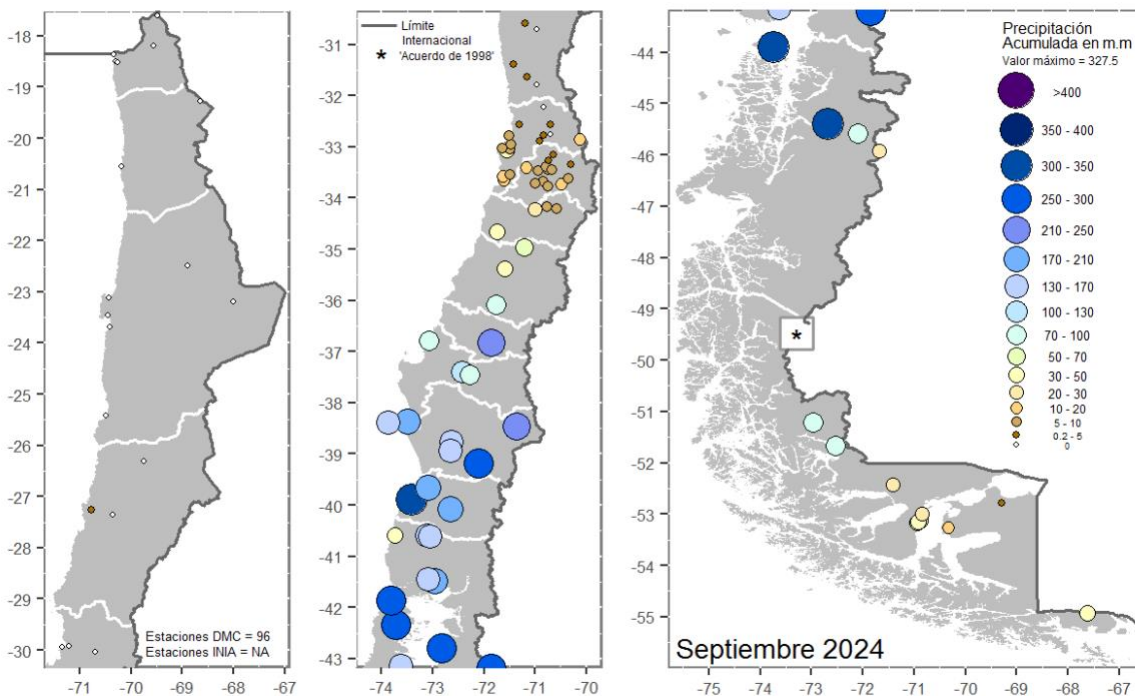 -18
-19
-20
-21
-22
-23
-24
-25
-26
-27
-28
-29
-30
-71
-70
-69
-68
-67
Estaciones DMC = 96
Estaciones INIA = NA
-31
-32
-33
-34
-35
-36
-37
-38
-39
-40
-41
-42
-43
-74
-73
-72
-71
-70
Límite
Internacional
* 'Acuerdo de 1998'
-44
-45
-46
-47
-48
-49
-50
-51
-52
-53
-54
-55
-75
-74
-73
-72
-71
-70
-69
-68
-67
*
Septiembre 2024
Precipitación
Acumulada en m.m
Valor máximo = 327.5
>400
350 - 400
300 - 350
250 - 300
210 - 250
170 - 210
130 - 170
100 - 130
70 - 100
50 - 70
30 - 50
20 - 30
10 - 20
5 - 10
0.2 - 5
0